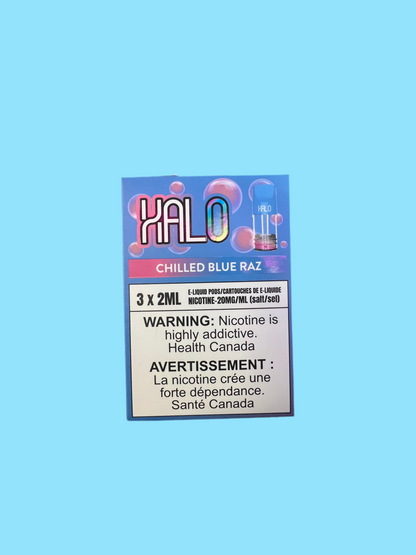 XALO
XALO
CHILLED BLUE RAZ
3 x 2ML
E-LIQUID PODS/CARTOUCHES DE E-LIQUIDE
NICOTINE-20MG/ML (salt/sel)
WARNING: Nicotine is
highly addictive.
Health Canada
AVERTISSEMENT :
La nicotine crée une
forte dépendance.
Santé Canada